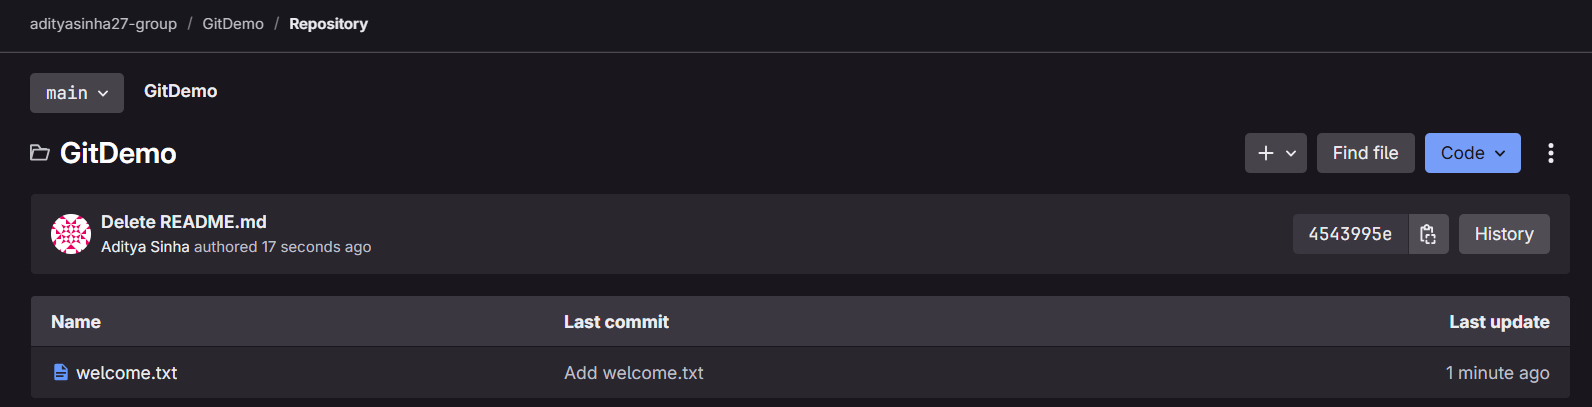 adityasinha27-group / GitDemo / Repository
main GitDemo
GitDemo
Find file Code
Delete README.md
Aditya Sinha authored 17 seconds ago
4543995e History
Name Last commit Last update
welcome.txt Add welcome.txt 1 minute ago